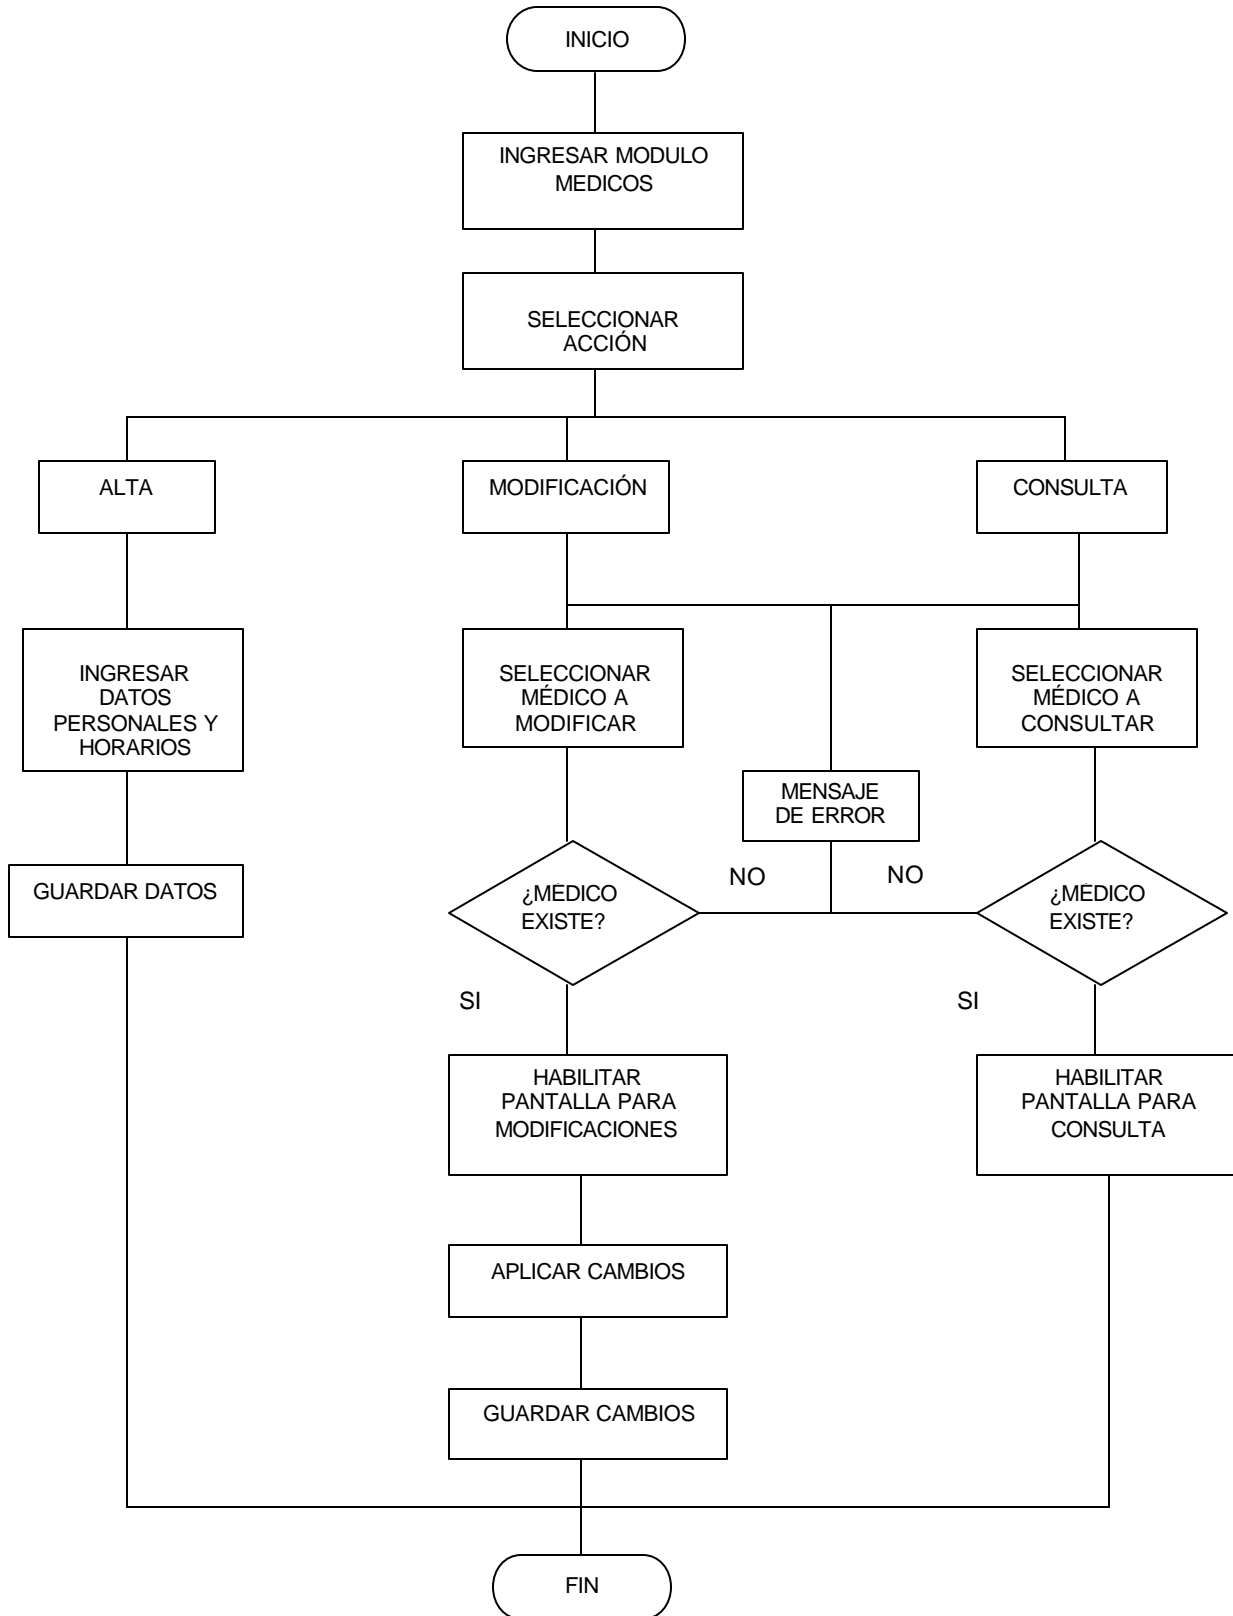 INICIO
INGRESAR MODULO
MEDICOS
SELECCIONAR
ACCIÓN
ALTA
MODIFICACIÓN
CONSULTA
INGRESAR
DATOS
PERSONALES Y
HORARIOS
SELECCIONAR
MÉDICO A
MODIFICAR
SELECCIONAR
MÉDICO A
CONSULTAR
MENSAJE
DE ERROR
GUARDAR DATOS
¿MÉDICO
EXISTE?
NO
NO
¿MÉDICO
EXISTE?
SI
SI
HABILITAR
PANTALLA PARA
MODIFICACIONES
HABILITAR
PANTALLA PARA
CONSULTA
APLICAR CAMBIOS
GUARDAR CAMBIOS
FIN